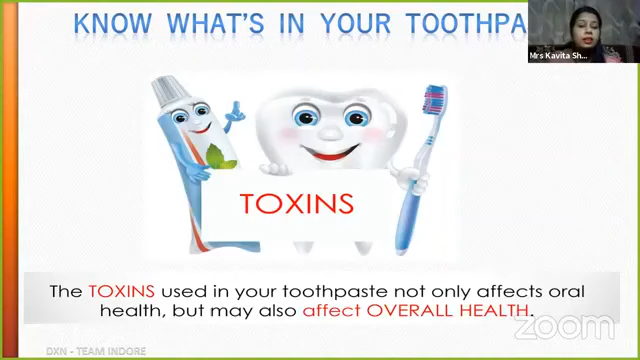 KNOW WHAT'S IN YOUR TOOTHPA
Mrs Kavita Sh...
TOXINS
The TOXINS used in your toothpaste not only affects oral
health, but may also affect OVERALL HEALTH.
zoom
DXN - TEAM INDORE